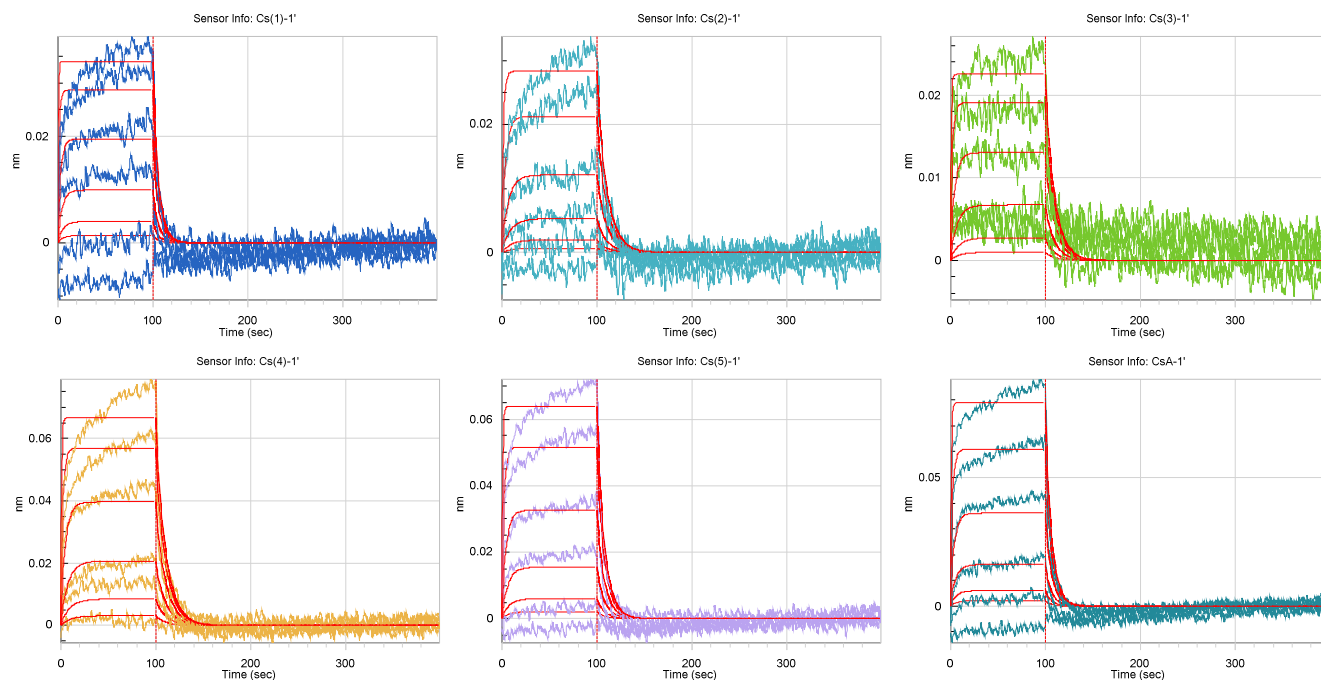 Sensor Info: Cs(1)-1'
Sensor Info: Cs(2)-1'
Sensor Info: Cs(3)-1'
nm
0.02
0
0 100 200 300
Time (sec)
nm
0.02
0
0 100 200 300
Time (sec)
nm
0.02
0.01
0
0 100 200 300
Time (sec)
Sensor Info: Cs(4)-1'
Sensor Info: Cs(5)-1'
Sensor Info: CsA-1'
nm
0.06
0.04
0.02
0
0 100 200 300
Time (sec)
nm
0.06
0.04
0.02
0
0 100 200 300
Time (sec)
nm
0.05
0
0 100 200 300
Time (sec)